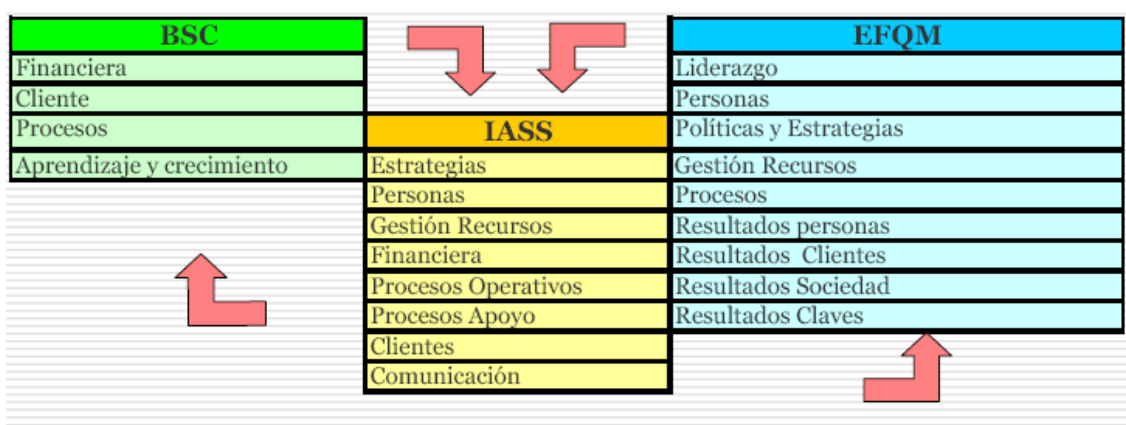 BSC
Financiera
Cliente
Procesos
Aprendizaje y crecimiento
IASS
Estrategias
Personas
Gestión Recursos
Financiera
Procesos Operativos
Procesos Apoyo
Clientes
Comunicación
EFQM
Liderazgo
Personas
Políticas y Estrategias
Gestión Recursos
Procesos
Resultados personas
Resultados Clientes
Resultados Sociedad
Resultados Claves